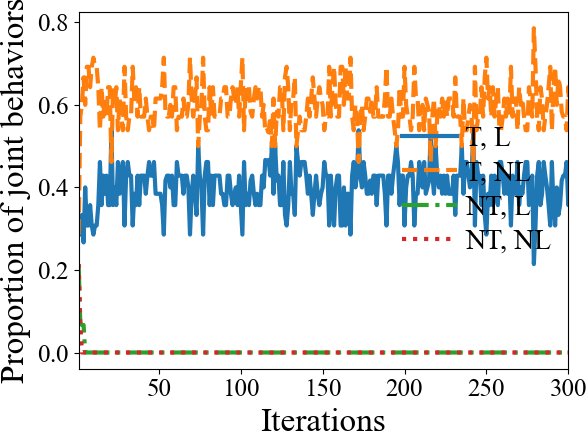 Proportion of joint behaviors
0.8
0.6
0.4
0.2
0.0
T, L
T, NL
NT, L
NT, NL
50
100
150
200
250
300
Iterations